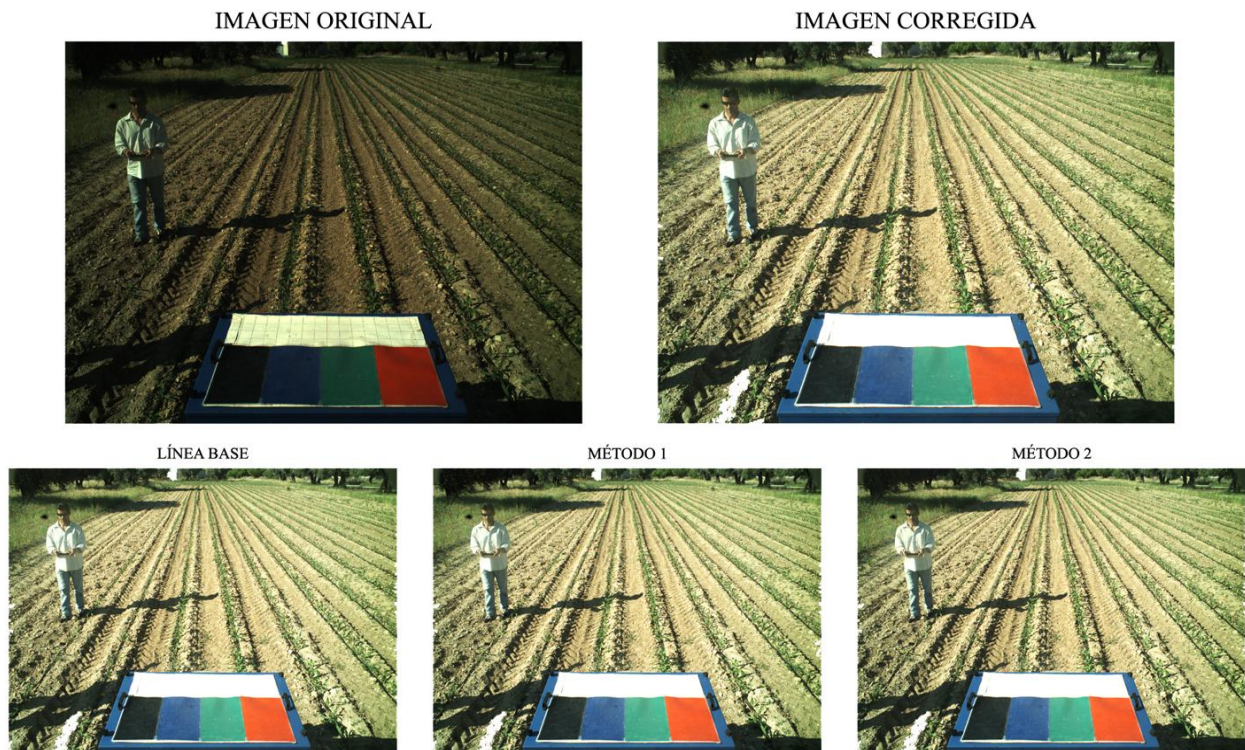 IMAGEN ORIGINAL
IMAGEN CORREGIDA
LÍNEA BASE
MÉTODO 1
MÉTODO 2